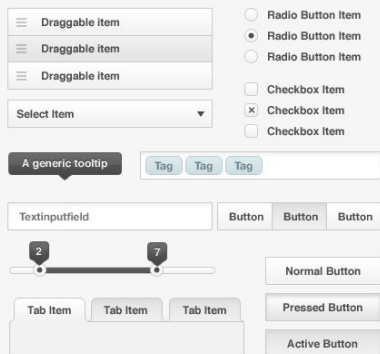 Draggable item
Draggable item
Draggable item
Radio Button Item
Radio Button Item
Radio Button Item
Select Item
Checkbox Item
Checkbox Item
Checkbox Item
A generic tooltip
Tag Tag Tag
Textinputfield
Button Button Button
2 7
Normal Button
Tab Item Tab Item Tab Item
Pressed Button
Active Button